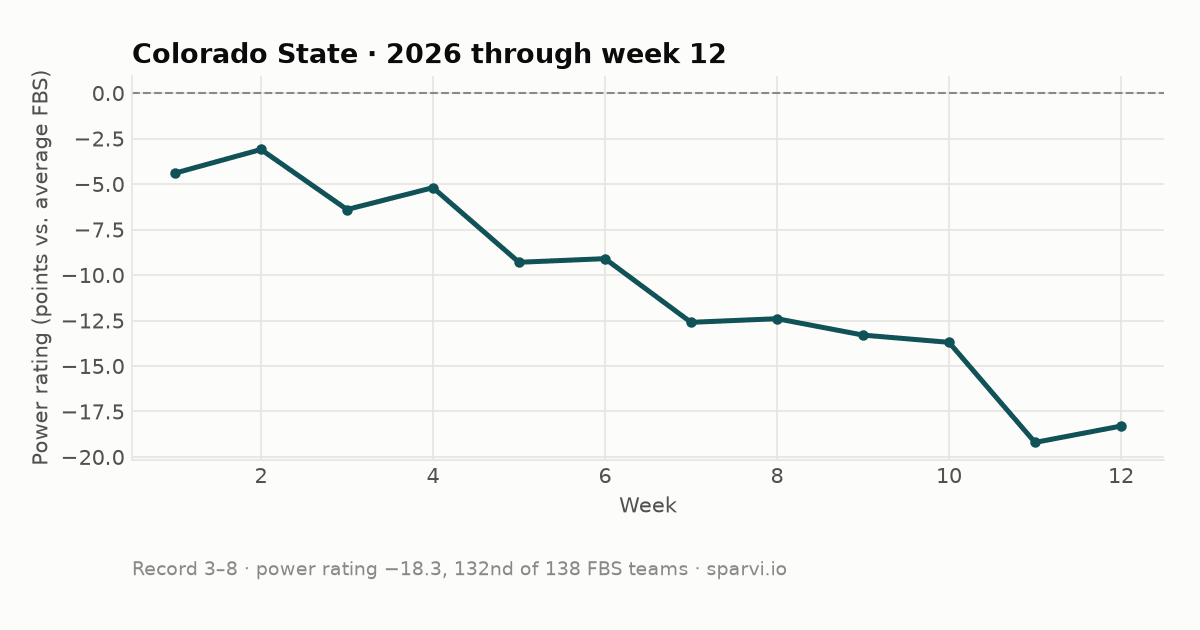 Colorado State · 2026 through week 12
Power rating (points vs. average FBS)
0.0
−2.5
−5.0
−7.5
−10.0
−12.5
−15.0
−17.5
−20.0
2 4 6 8 10 12
Week
Record 3–8 · power rating −18.3, 132nd of 138 FBS teams · sparvi.io